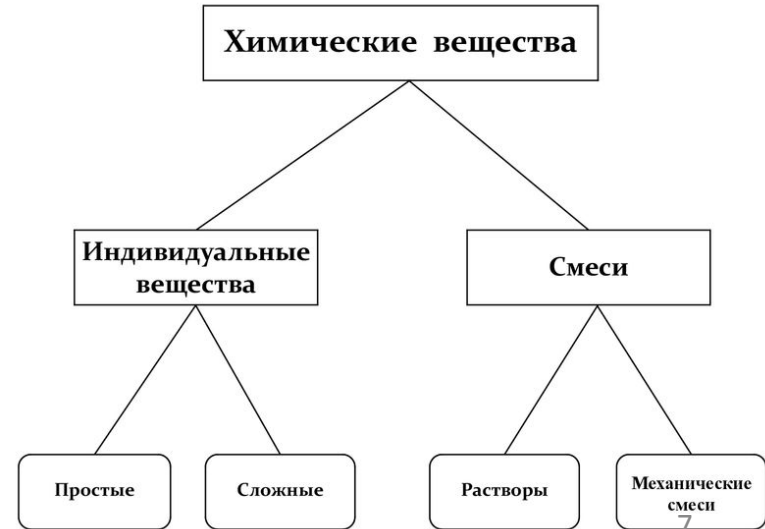 Химические вещества
Индивидуальные
вещества
Смеси
Простые
Сложные
Растворы
Механические
смеси
7